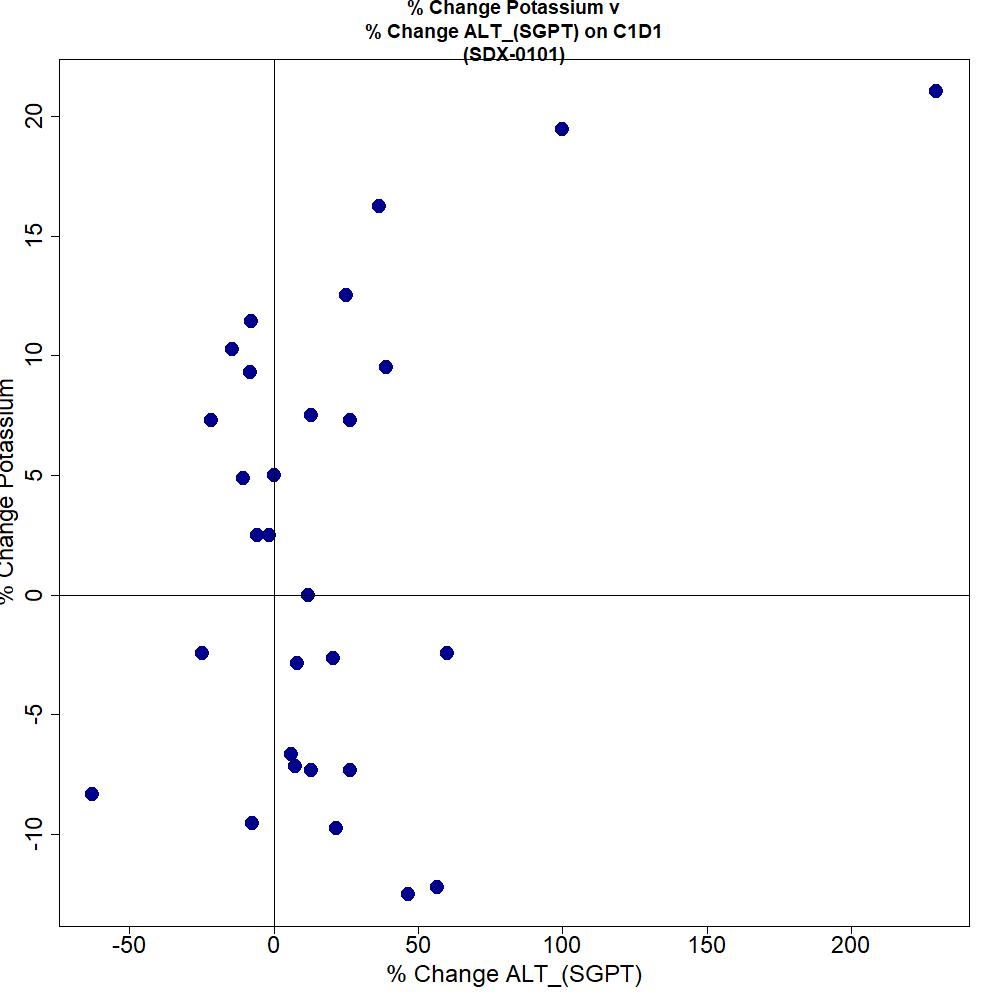 % Change Potassium v
% Change ALT_(SGPT) on C1D1
(SDX-0101)
20
15
10
5
0
-5
-10
% Change Potassium
-50 0 50 100 150 200
% Change ALT_(SGPT)